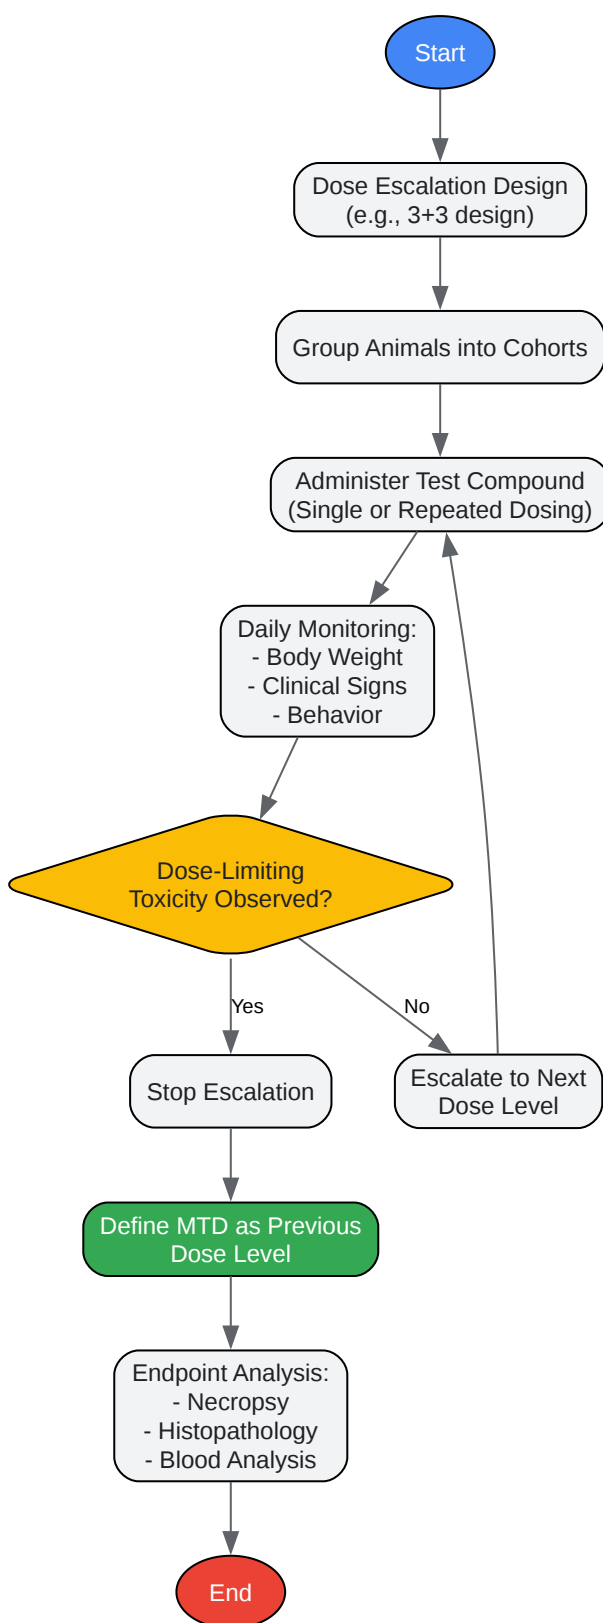 Start
Dose Escalation Design
(e.g., 3+3 design)
Group Animals into Cohorts
Administer Test Compound
(Single or Repeated Dosing)
Daily Monitoring:
- Body Weight
- Clinical Signs
- Behavior
Dose-Limiting
Toxicity Observed?
Yes
No
Stop Escalation
Escalate to Next
Dose Level
Define MTD as Previous
Dose Level
Endpoint Analysis:
- Necropsy
- Histopathology
- Blood Analysis
End